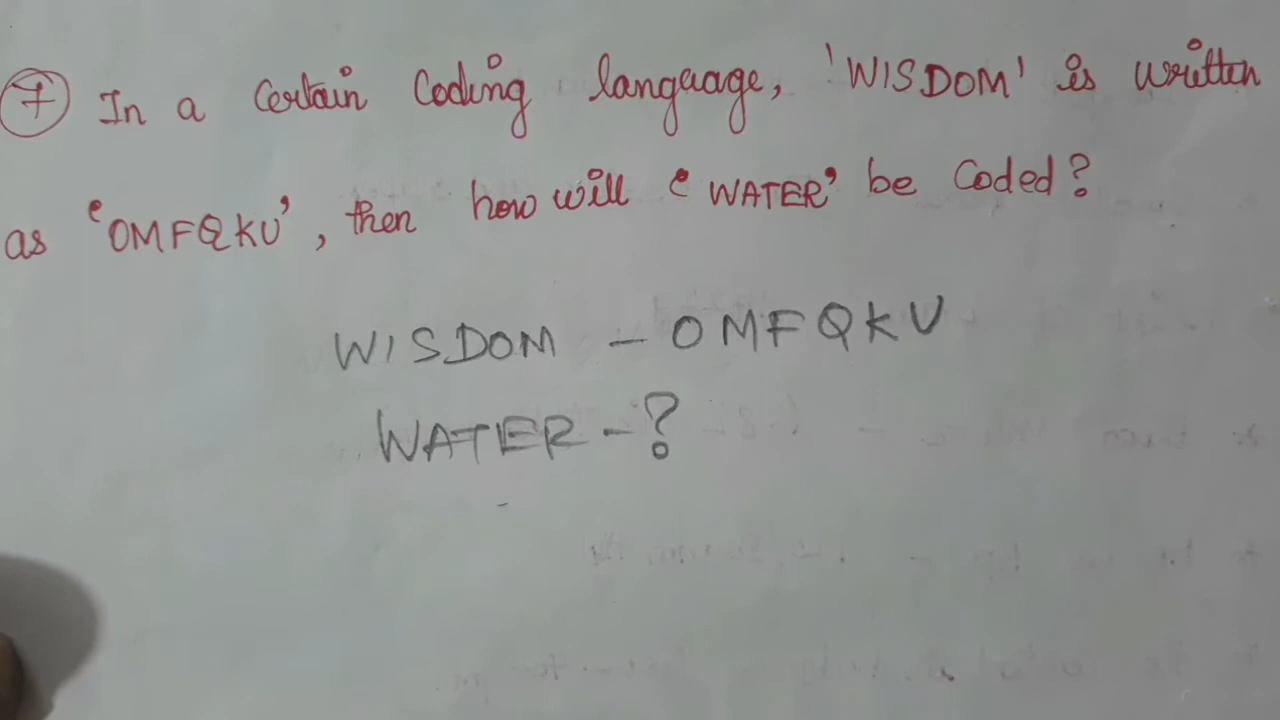 7 In a Certain Coding language, 'WISDOM' is written
as 'OMFQKU', then how will 'WATER' be Coded?
WISDOM - OMFQKU
WATER - ?